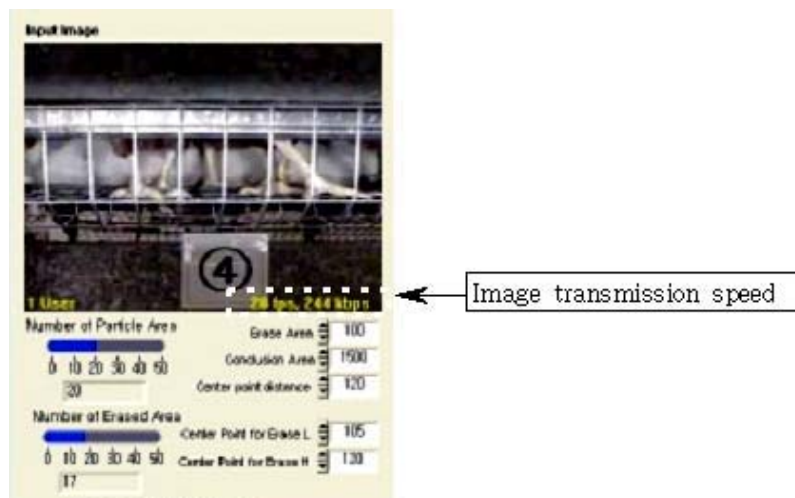 Input Image
4
1 User
28 fps, 244 kbps
Image transmission speed
Number of Particle Area
0 10 20 30 40 50
20
Erase Area 100
Conclusion Area 1500
Center point distance 120
Number of Erased Area
0 10 20 30 40 50
17
Center Point for Erase L 105
Center Point for Erase H 130